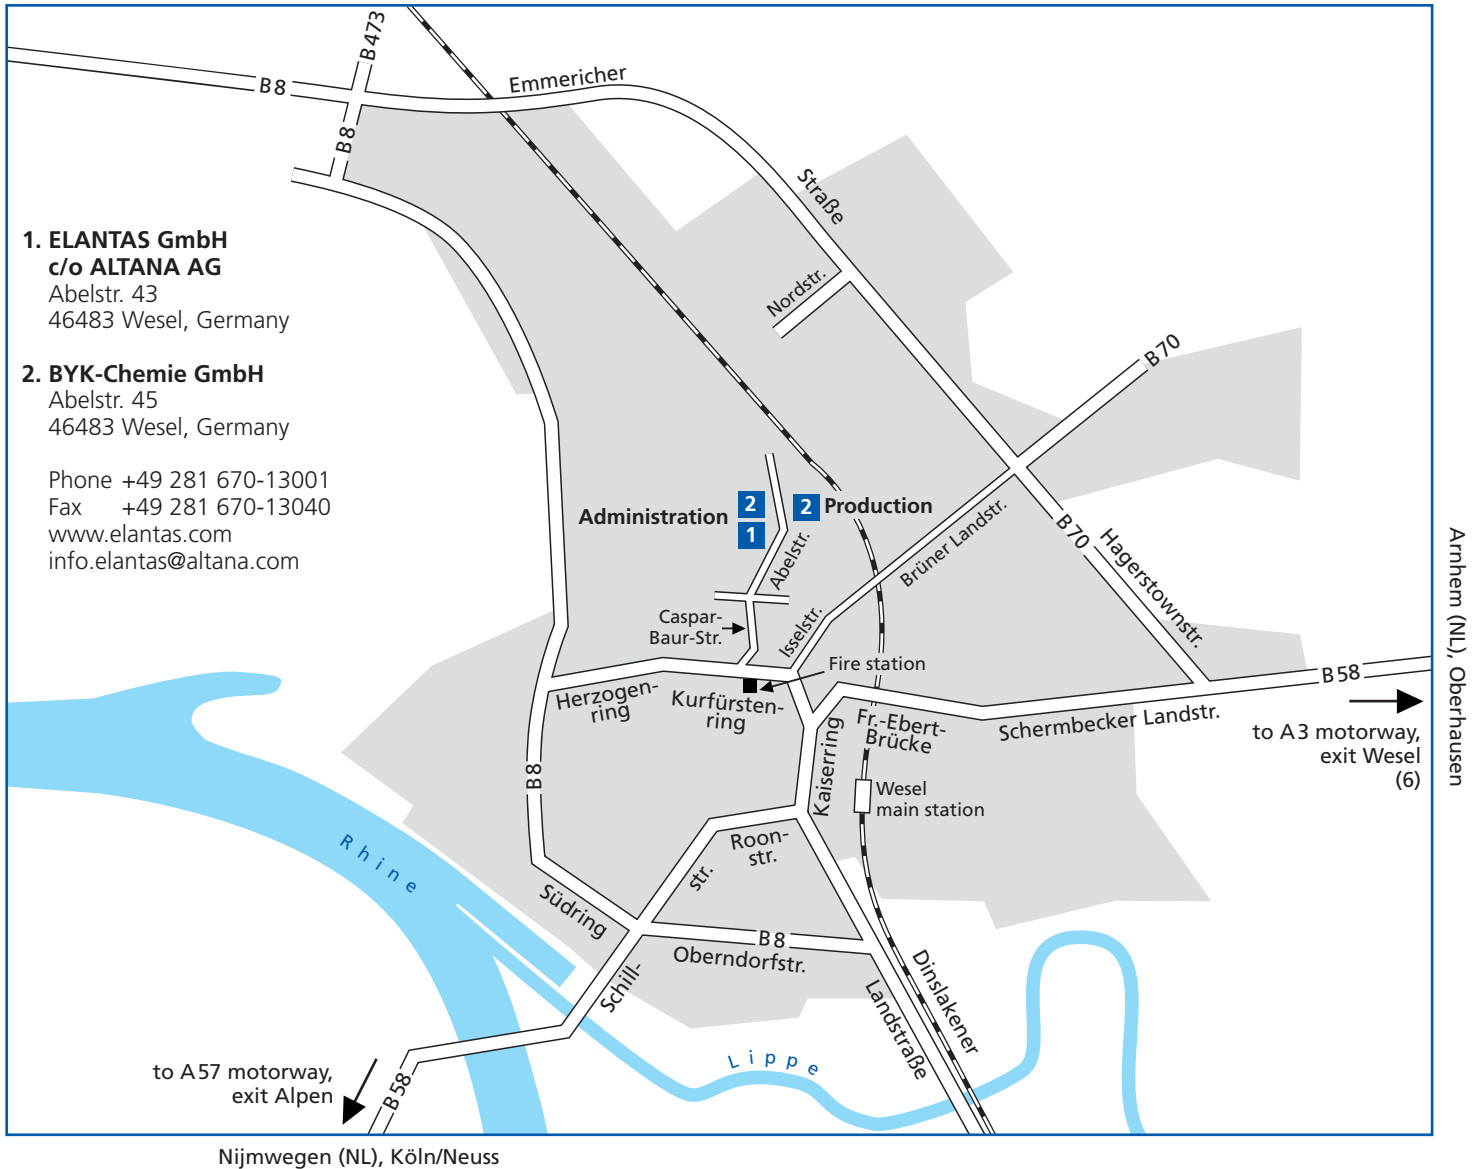 B473
B8
Emmericher
B8
Straße
1. ELANTAS GmbH
c/o ALTANA AG
Abelstr. 43
46483 Wesel, Germany
2. BYK-Chemie GmbH
Abelstr. 45
46483 Wesel, Germany
Phone +49 281 670-13001
Fax +49 281 670-13040
www.elantas.com
info.elantas@altana.com
Nordstr.
B70
Administration
2
1
2
Production
Abelstr.
Brüner Landstr.
B70
Hagerstownstr.
Caspar-
Baur-Str.
Isselstr.
Fire station
Herzogen-
ring
Kurfürsten-
ring
Kaiserring
Fr.-Ebert-
Brücke
Schermbecker Landstr.
B58
to A3 motorway,
exit Wesel
(6)
Arnhem (NL), Oberhausen
B8
Wesel
main station
Roon-
str.
Rhine
Südring
Schill-
str.
B8
Oberndorfstr.
Dinslakener
Landstraße
Lippe
to A57 motorway,
exit Alpen
B58
Nijmwegen (NL), Köln/Neuss